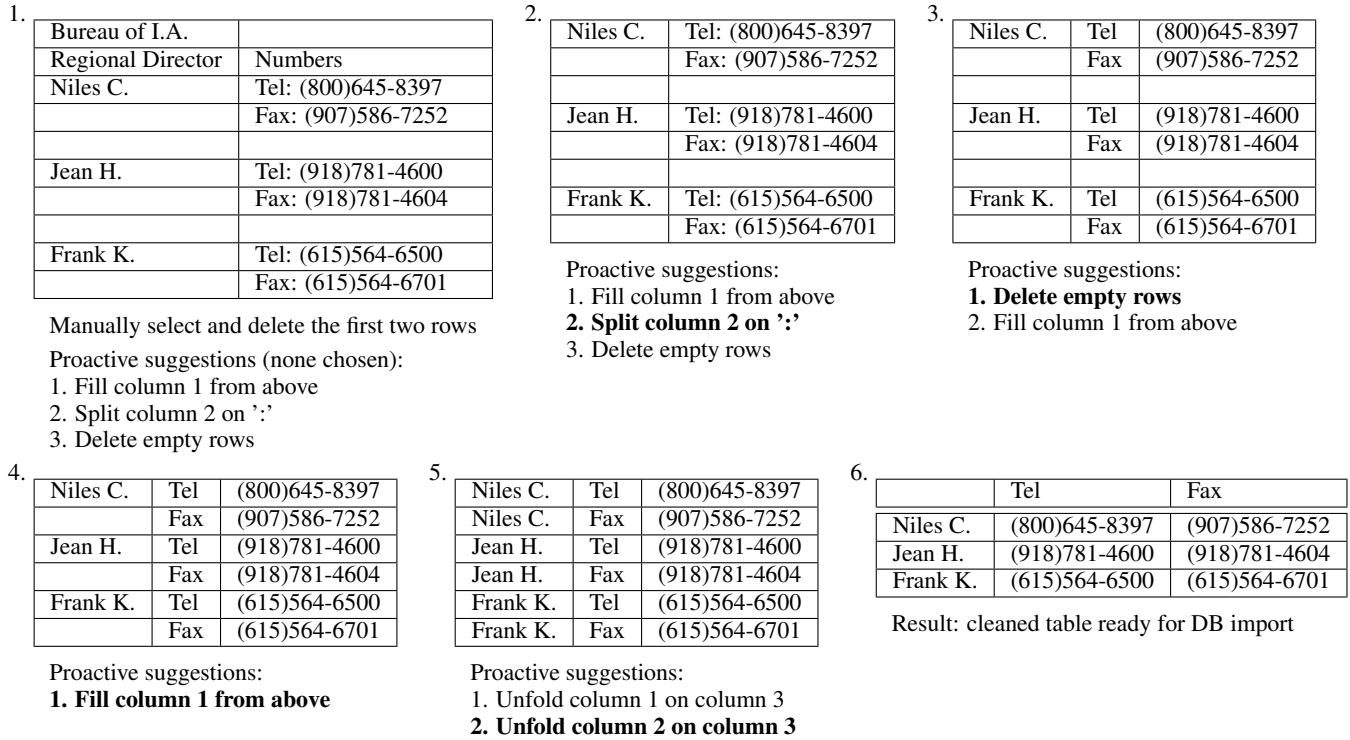 1.
Bureau of I.A.
Regional Director Numbers
Niles C. Tel: (800)645-8397
Fax: (907)586-7252
Jean H. Tel: (918)781-4600
Fax: (918)781-4604
Frank K. Tel: (615)564-6500
Fax: (615)564-6701
Manually select and delete the first two rows
Proactive suggestions (none chosen):
1. Fill column 1 from above
2. Split column 2 on ’:’
3. Delete empty rows
2.
Niles C. Tel: (800)645-8397
Fax: (907)586-7252
Jean H. Tel: (918)781-4600
Fax: (918)781-4604
Frank K. Tel: (615)564-6500
Fax: (615)564-6701
Proactive suggestions:
1. Fill column 1 from above
2. Split column 2 on ’:’
3. Delete empty rows
3.
Niles C. Tel (800)645-8397
Fax (907)586-7252
Jean H. Tel (918)781-4600
Fax (918)781-4604
Frank K. Tel (615)564-6500
Fax (615)564-6701
Proactive suggestions:
1. Delete empty rows
2. Fill column 1 from above
4.
Niles C. Tel (800)645-8397
Fax (907)586-7252
Jean H. Tel (918)781-4600
Fax (918)781-4604
Frank K. Tel (615)564-6500
Fax (615)564-6701
Proactive suggestions:
1. Fill column 1 from above
5.
Niles C. Tel (800)645-8397
Niles C. Fax (907)586-7252
Jean H. Tel (918)781-4600
Jean H. Fax (918)781-4604
Frank K. Tel (615)564-6500
Frank K. Fax (615)564-6701
Proactive suggestions:
1. Unfold column 1 on column 3
2. Unfold column 2 on column 3
6.
Tel Fax
Niles C. (800)645-8397 (907)586-7252
Jean H. (918)781-4600 (918)781-4604
Frank K. (615)564-6500 (615)564-6701
Result: cleaned table ready for DB import